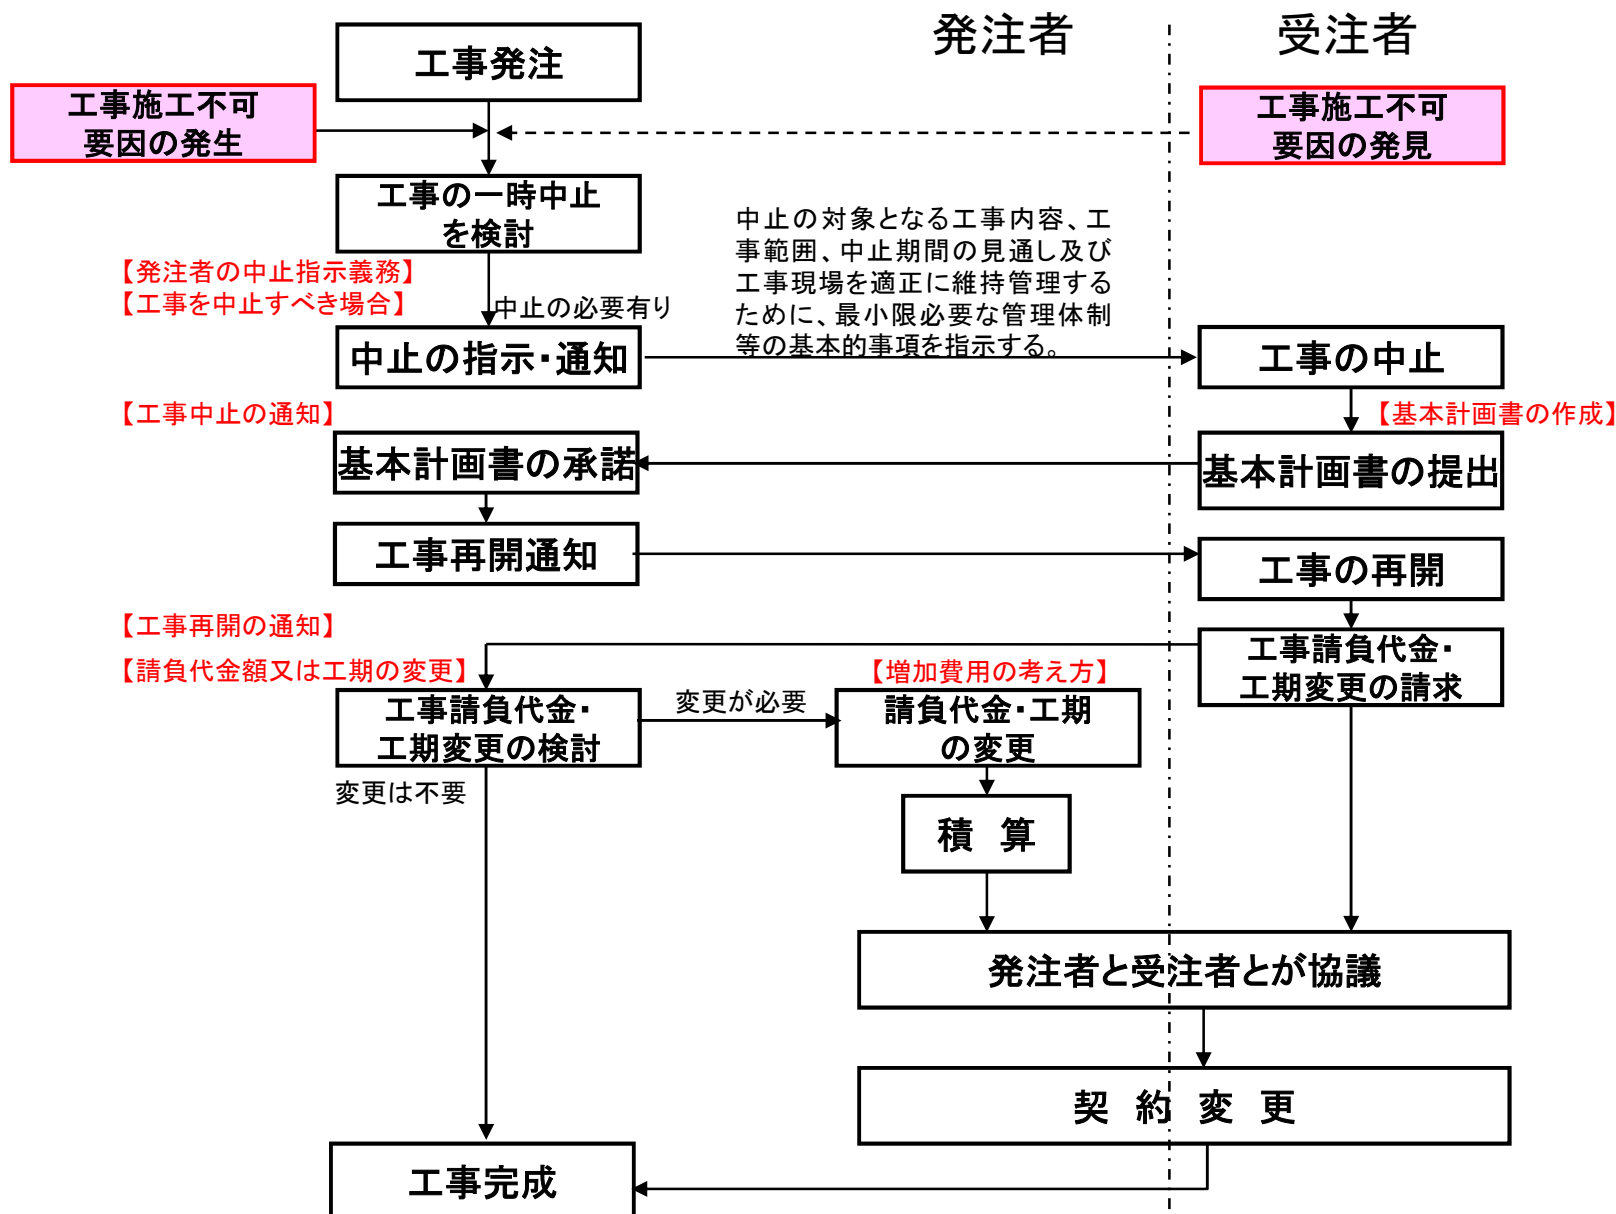 発注者
受注者
工事発注
工事施工不可
要因の発生
工事施工不可
要因の発見
工事の一時中止
を検討
中止の対象となる工事内容、工
事範囲、中止期間の見通し及び
工事現場を適正に維持管理する
ために、最小限必要な管理体制
等の基本的事項を指示する。
【発注者の中止指示義務】
【工事を中止すべき場合】
中止の必要有り
中止の指示・通知
工事の中止
【工事中止の通知】
【基本計画書の作成】
基本計画書の承諾
基本計画書の提出
工事再開通知
工事の再開
【工事再開の通知】
【請負代金額又は工期の変更】
【増加費用の考え方】
工事請負代金・
工期変更の請求
工事請負代金・
工期変更の検討
変更が必要
請負代金・工期
の変更
変更は不要
積　算
発注者と受注者とが協議
契　約　変　更
工事完成